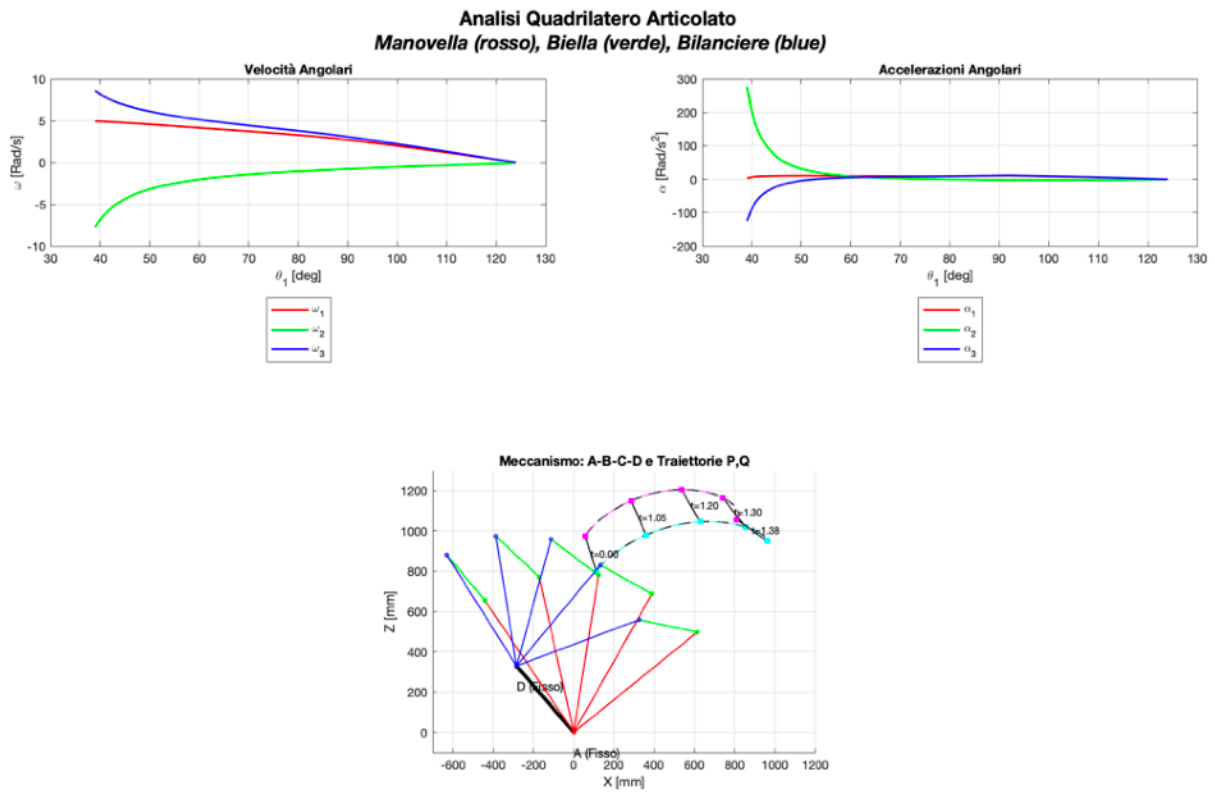 Analisi Quadrilatero Articolato
Manovella (rosso), Biella (verde), Bilanciere (blue)
Velocità Angolari
10
5
0
-5
-10
ω [Rad/s]
30 40 50 60 70 80 90 100 110 120 130
θ1 [deg]
ω1
ω2
ω3
Accelerazioni Angolari
300
200
100
0
-100
-200
α [Rad/s²]
30 40 50 60 70 80 90 100 110 120 130
θ1 [deg]
α1
α2
α3
Meccanismo: A-B-C-D e Traiettorie P,Q
1200
1000
800
600
400
200
0
Z [mm]
t=0.00
t=1.05
t=1.20
t=1.30
t=1.38
D (Fisso)
A (Fisso)
-600 -400 -200 0 200 400 600 800 1000 1200
X [mm]